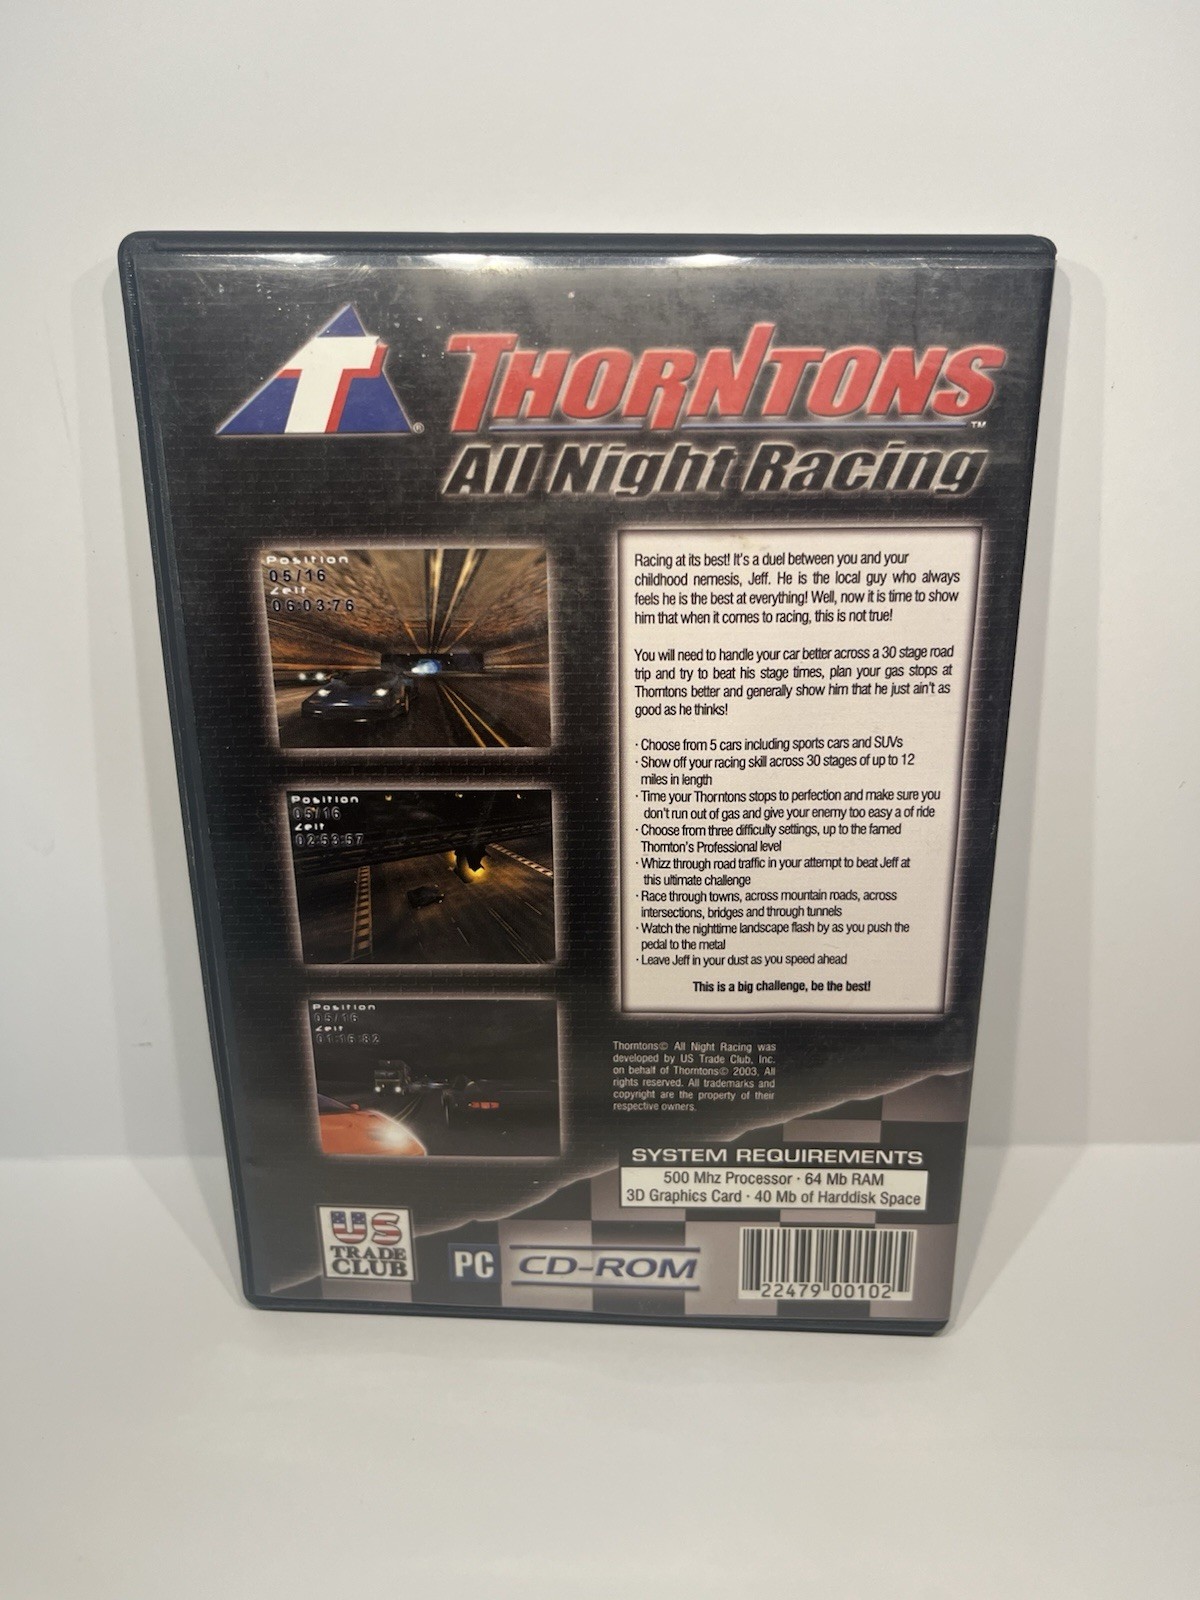 T®
THORNTONS™
All Night Racing
Position
05/16
Zeit
06:03:76
Position
05/16
Zeit
02:53:57
Position
05/16
Zeit
01:16:82
Racing at its best! It's a duel between you and your
childhood nemesis, Jeff. He is the local guy who always
feels he is the best at everything! Well, now it is time to show
him that when it comes to racing, this is not true!
You will need to handle your car better across a 30 stage road
trip and try to beat his stage times, plan your gas stops at
Thorntons better and generally show him that he just ain't as
good as he thinks!
· Choose from 5 cars including sports cars and SUVs
· Show off your racing skill across 30 stages of up to 12
miles in length
· Time your Thorntons stops to perfection and make sure you
don't run out of gas and give your enemy too easy a of ride
· Choose from three difficulty settings, up to the famed
Thornton's Professional level
· Whizz through road traffic in your attempt to beat Jeff at
this ultimate challenge
· Race through towns, across mountain roads, across
intersections, bridges and through tunnels
· Watch the nighttime landscape flash by as you push the
pedal to the metal
· Leave Jeff in your dust as you speed ahead
This is a big challenge, be the best!
Thorntons© All Night Racing was
developed by US Trade Club, Inc.
on behalf of Thorntons© 2003. All
rights reserved. All trademarks and
copyright are the property of their
respective owners.
SYSTEM REQUIREMENTS
500 Mhz Processor · 64 Mb RAM
3D Graphics Card · 40 Mb of Harddisk Space
US
TRADE
CLUB
PC CD-ROM
22479 00102